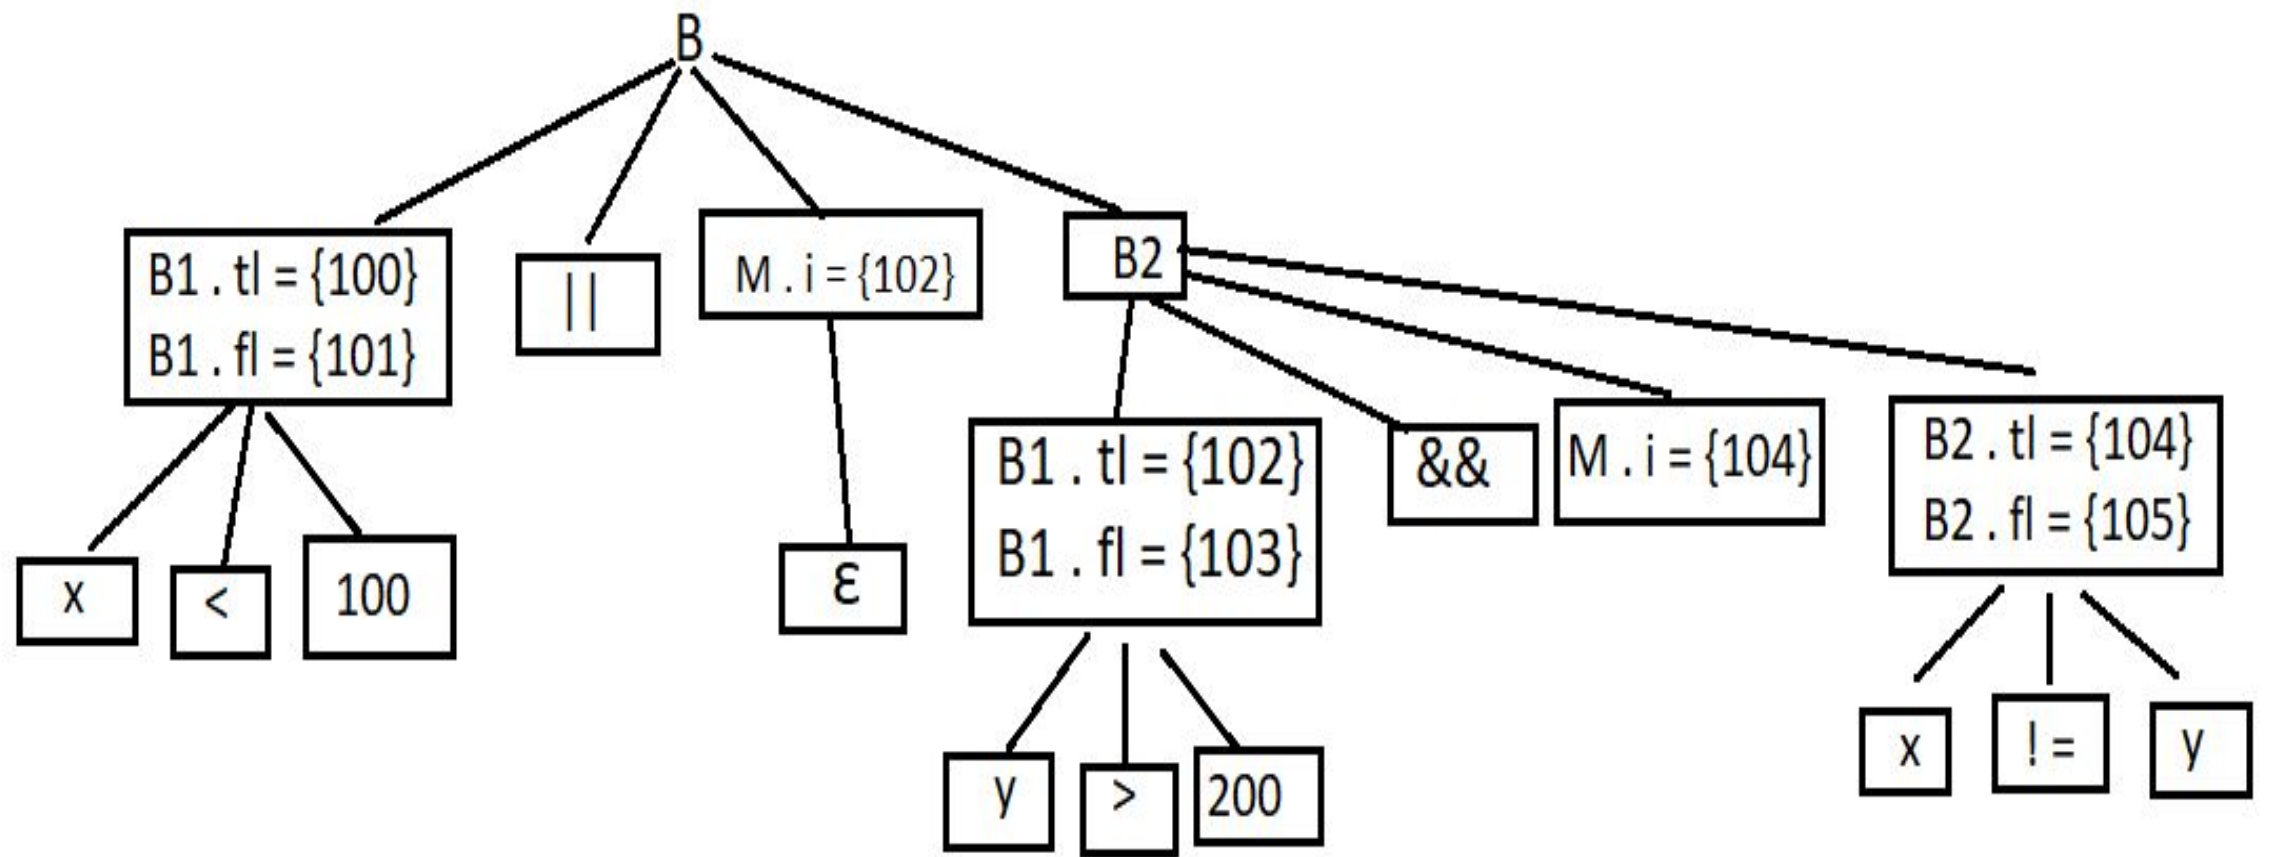 B
B1 . tl = {100}
B1 . fl = {101}
||
M . i = {102}
B2
x
<
100
ε
B1 . tl = {102}
B1 . fl = {103}
&&
M . i = {104}
B2 . tl = {104}
B2 . fl = {105}
y
>
200
x
! =
y